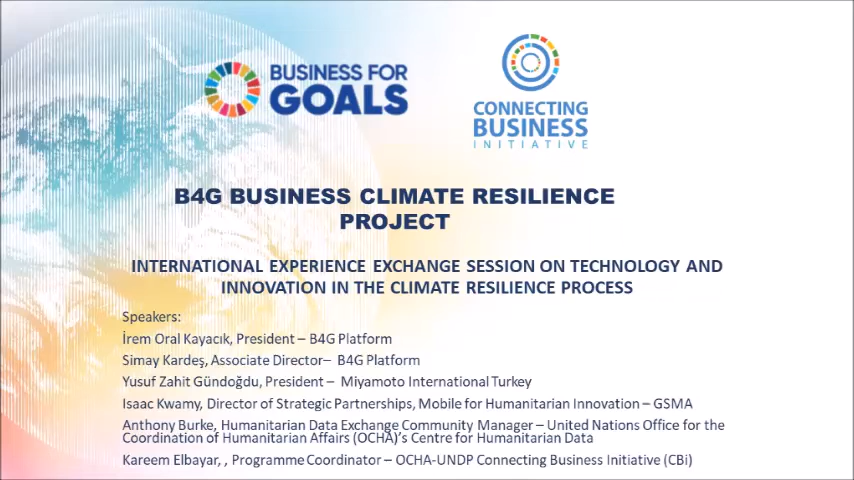 BUSINESS FOR
GOALS
CONNECTING
BUSINESS
INITIATIVE
B4G BUSINESS CLIMATE RESILIENCE
PROJECT
INTERNATIONAL EXPERIENCE EXCHANGE SESSION ON TECHNOLOGY AND
INNOVATION IN THE CLIMATE RESILIENCE PROCESS
Speakers:
İrem Oral Kayacık, President – B4G Platform
Simay Kardeş, Associate Director– B4G Platform
Yusuf Zahit Gündoğdu, President – Miyamoto International Turkey
Isaac Kwamy, Director of Strategic Partnerships, Mobile for Humanitarian Innovation – GSMA
Anthony Burke, Humanitarian Data Exchange Community Manager – United Nations Office for the
Coordination of Humanitarian Affairs (OCHA)’s Centre for Humanitarian Data
Kareem Elbayar, , Programme Coordinator – OCHA-UNDP Connecting Business Initiative (CBi)